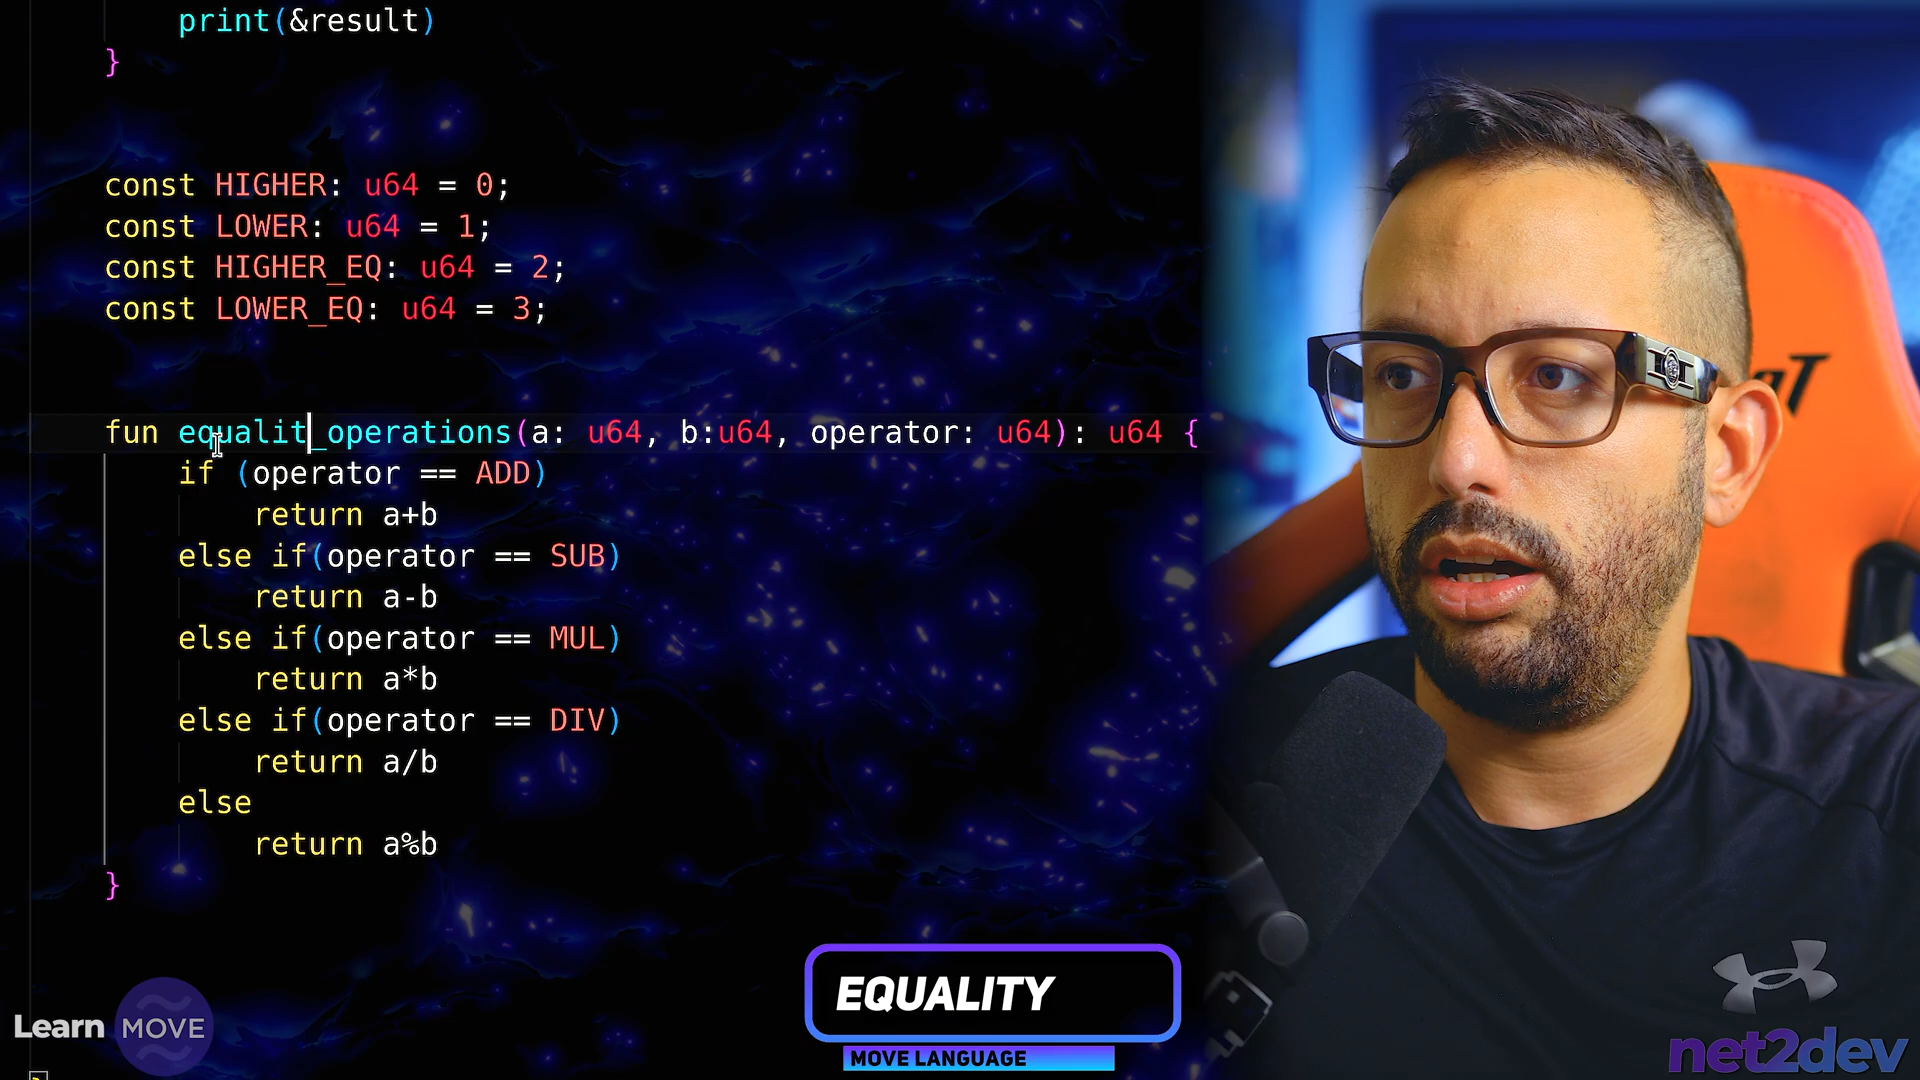 print(&result)
}
const HIGHER: u64 = 0;
const LOWER: u64 = 1;
const HIGHER_EQ: u64 = 2;
const LOWER_EQ: u64 = 3;
fun equalit_operations(a: u64, b:u64, operator: u64): u64 {
if (operator == ADD)
return a+b
else if(operator == SUB)
return a-b
else if(operator == MUL)
return a*b
else if(operator == DIV)
return a/b
else
return a%b
}
EQUALITY
MOVE LANGUAGE
Learn MOVE
net2dev